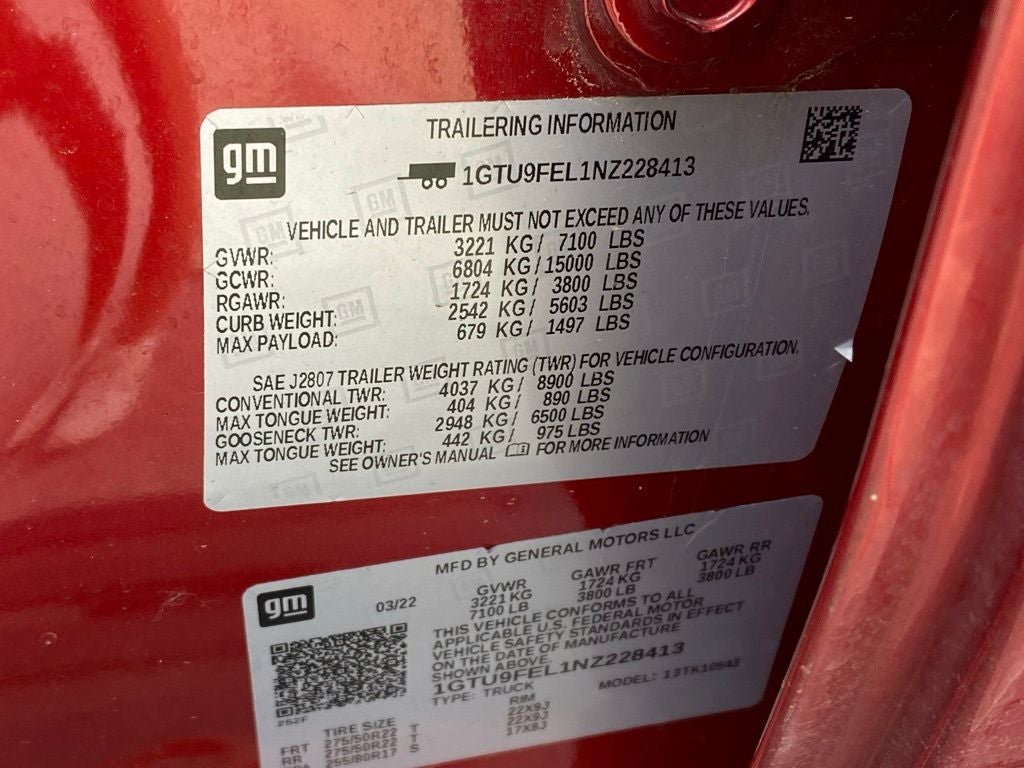 gm
TRAILERING INFORMATION
1GTU9FEL1NZ228413
VEHICLE AND TRAILER MUST NOT EXCEED ANY OF THESE VALUES.
GVWR: 3221 KG / 7100 LBS
GCWR: 6804 KG / 15000 LBS
RGAWR: 1724 KG / 3800 LBS
CURB WEIGHT: 2542 KG / 5603 LBS
MAX PAYLOAD: 679 KG / 1497 LBS
SAE J2807 TRAILER WEIGHT RATING (TWR) FOR VEHICLE CONFIGURATION.
CONVENTIONAL TWR: 4037 KG / 8900 LBS
MAX TONGUE WEIGHT: 404 KG / 890 LBS
GOOSENECK TWR: 2948 KG / 6500 LBS
MAX TONGUE WEIGHT: 442 KG / 975 LBS
SEE OWNER'S MANUAL FOR MORE INFORMATION
gm
MFD BY GENERAL MOTORS LLC
03/22
GVWR GAWR FRT GAWR RR
3221 KG 1724 KG 1724 KG
7100 LB 3800 LB 3800 LB
THIS VEHICLE CONFORMS TO ALL
APPLICABLE U.S. FEDERAL MOTOR
VEHICLE SAFETY STANDARDS IN EFFECT
ON THE DATE OF MANUFACTURE
SHOWN ABOVE.
1GTU9FEL1NZ228413
TYPE: TRUCK MODEL: 13TK10543
252F
TIRE SIZE RIM
FRT 275/50R22 T 22X9J
RR 275/50R22 T 22X9J
255/80R17 S 17X8J